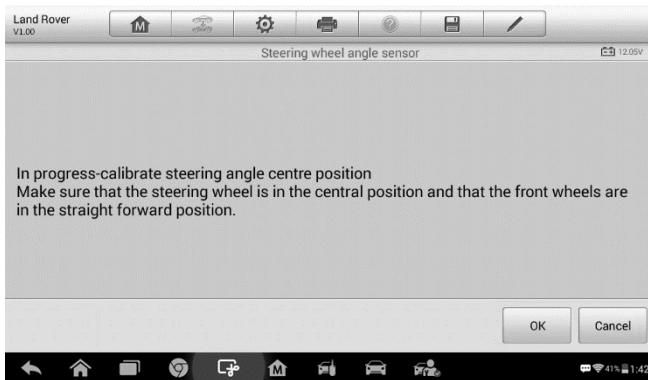 Land Rover
V1.00
M
Steering wheel angle sensor
12.05V
In progress-calibrate steering angle centre position
Make sure that the steering wheel is in the central position and that the front wheels are
in the straight forward position.
OK
Cancel
M
41% 1:42